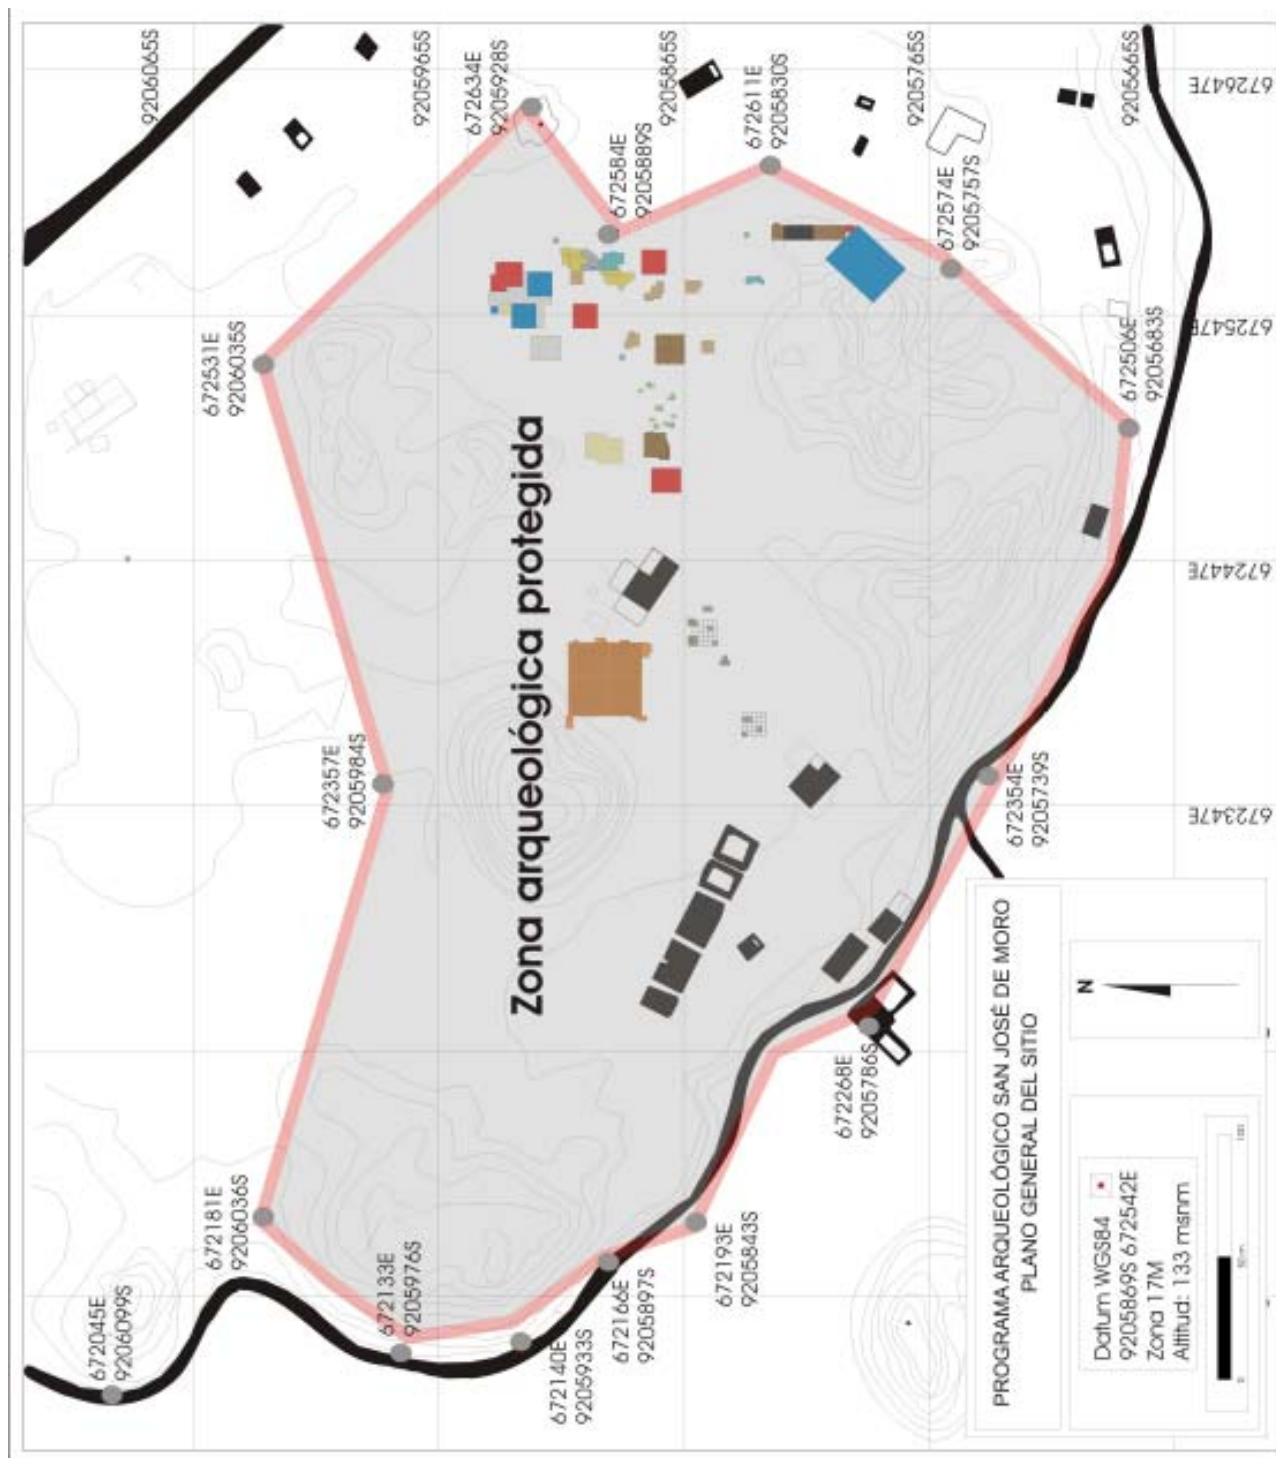 9206065S
9205965S
9205865S
9205765S
9205665S
672647E
672547E
672447E
672347E
672634E
9205928S
672584E
9205889S
672611E
9205830S
672574E
9205757S
672506E
9205683S
672531E
9206035S
672357E
9205984S
672354E
9205739S
672268E
9205786S
672181E
9206036S
672045E
9206099S
672133E
9205976S
672140E
9205933S
672166E
9205897S
672193E
9205843S
Zona arqueológica protegida
PROGRAMA ARQUEOLÓGICO SAN JOSÉ DE MORO
PLANO GENERAL DEL SITIO
N
Datum WGS84
9205869S 672542E
Zona 17M
Altitud: 133 msnm
0 50 m 100